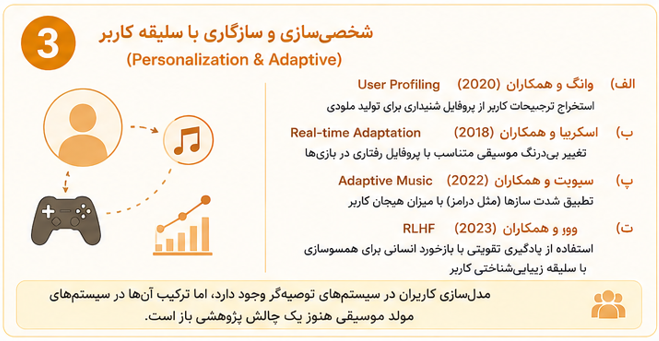 3
شخصی‌سازی و سازگاری با سلیقه کاربر
(Personalization & Adaptive)
الف) وانگ و همکاران (2020) User Profiling
استخراج ترجیحات کاربر از پروفایل شنیداری برای تولید ملودی
ب) اسکریبا و همکاران (2018) Real-time Adaptation
تغییر بی‌درنگ موسیقی متناسب با پروفایل رفتاری در بازی‌ها
پ) سیویت و همکاران (2022) Adaptive Music
تطبیق شدت سازها (مثل درامز) با میزان هیجان کاربر
ت) وور و همکاران (2023) RLHF
استفاده از یادگیری تقویتی با بازخورد انسانی برای همسوسازی
با سلیقه زیبایی‌شناختی کاربر
مدل‌سازی کاربران در سیستم‌های توصیه‌گر وجود دارد، اما ترکیب آن‌ها در سیستم‌های
مولد موسیقی هنوز یک چالش پژوهشی باز است.